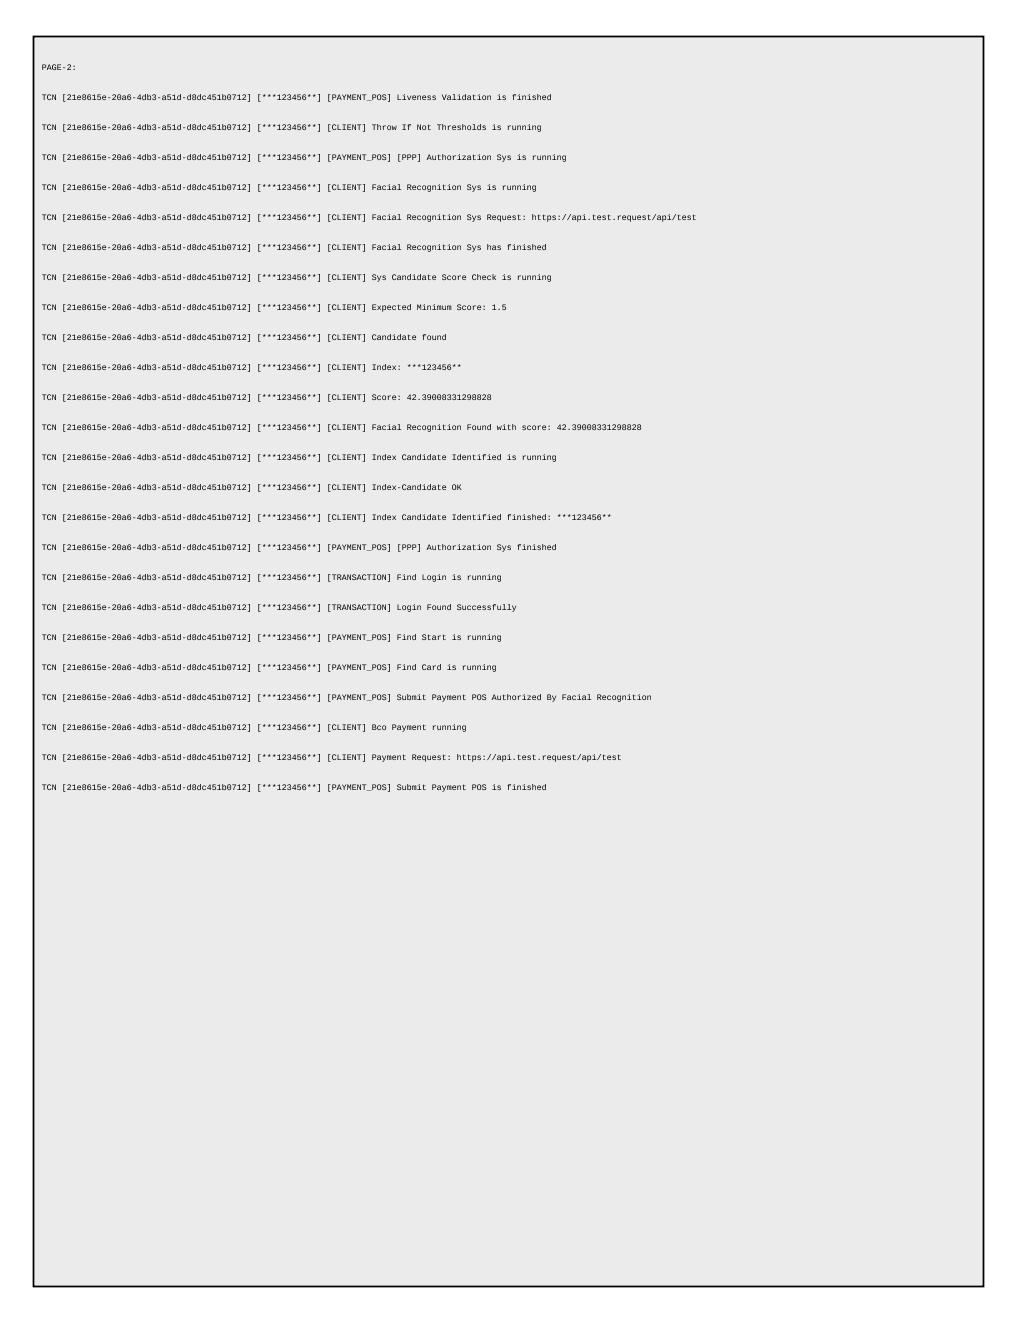 PAGE-2:
TCN [21e8615e-20a6-4db3-a51d-d8dc451b0712] [***123456**] [PAYMENT_POS] Liveness Validation is finished
TCN [21e8615e-20a6-4db3-a51d-d8dc451b0712] [***123456**] [CLIENT] Throw If Not Thresholds is running
TCN [21e8615e-20a6-4db3-a51d-d8dc451b0712] [***123456**] [PAYMENT_POS] [PPP] Authorization Sys is running
TCN [21e8615e-20a6-4db3-a51d-d8dc451b0712] [***123456**] [CLIENT] Facial Recognition Sys is running
TCN [21e8615e-20a6-4db3-a51d-d8dc451b0712] [***123456**] [CLIENT] Facial Recognition Sys Request: https://api.test.request/api/test
TCN [21e8615e-20a6-4db3-a51d-d8dc451b0712] [***123456**] [CLIENT] Facial Recognition Sys has finished
TCN [21e8615e-20a6-4db3-a51d-d8dc451b0712] [***123456**] [CLIENT] Sys Candidate Score Check is running
TCN [21e8615e-20a6-4db3-a51d-d8dc451b0712] [***123456**] [CLIENT] Expected Minimum Score: 1.5
TCN [21e8615e-20a6-4db3-a51d-d8dc451b0712] [***123456**] [CLIENT] Candidate found
TCN [21e8615e-20a6-4db3-a51d-d8dc451b0712] [***123456**] [CLIENT] Index: ***123456**
TCN [21e8615e-20a6-4db3-a51d-d8dc451b0712] [***123456**] [CLIENT] Score: 42.39008331298828
TCN [21e8615e-20a6-4db3-a51d-d8dc451b0712] [***123456**] [CLIENT] Facial Recognition Found with score: 42.39008331298828
TCN [21e8615e-20a6-4db3-a51d-d8dc451b0712] [***123456**] [CLIENT] Index Candidate Identified is running
TCN [21e8615e-20a6-4db3-a51d-d8dc451b0712] [***123456**] [CLIENT] Index-Candidate OK
TCN [21e8615e-20a6-4db3-a51d-d8dc451b0712] [***123456**] [CLIENT] Index Candidate Identified finished: ***123456**
TCN [21e8615e-20a6-4db3-a51d-d8dc451b0712] [***123456**] [PAYMENT_POS] [PPP] Authorization Sys finished
TCN [21e8615e-20a6-4db3-a51d-d8dc451b0712] [***123456**] [TRANSACTION] Find Login is running
TCN [21e8615e-20a6-4db3-a51d-d8dc451b0712] [***123456**] [TRANSACTION] Login Found Successfully
TCN [21e8615e-20a6-4db3-a51d-d8dc451b0712] [***123456**] [PAYMENT_POS] Find Start is running
TCN [21e8615e-20a6-4db3-a51d-d8dc451b0712] [***123456**] [PAYMENT_POS] Find Card is running
TCN [21e8615e-20a6-4db3-a51d-d8dc451b0712] [***123456**] [PAYMENT_POS] Submit Payment POS Authorized By Facial Recognition
TCN [21e8615e-20a6-4db3-a51d-d8dc451b0712] [***123456**] [CLIENT] Bco Payment running
TCN [21e8615e-20a6-4db3-a51d-d8dc451b0712] [***123456**] [CLIENT] Payment Request: https://api.test.request/api/test
TCN [21e8615e-20a6-4db3-a51d-d8dc451b0712] [***123456**] [PAYMENT_POS] Submit Payment POS is finished